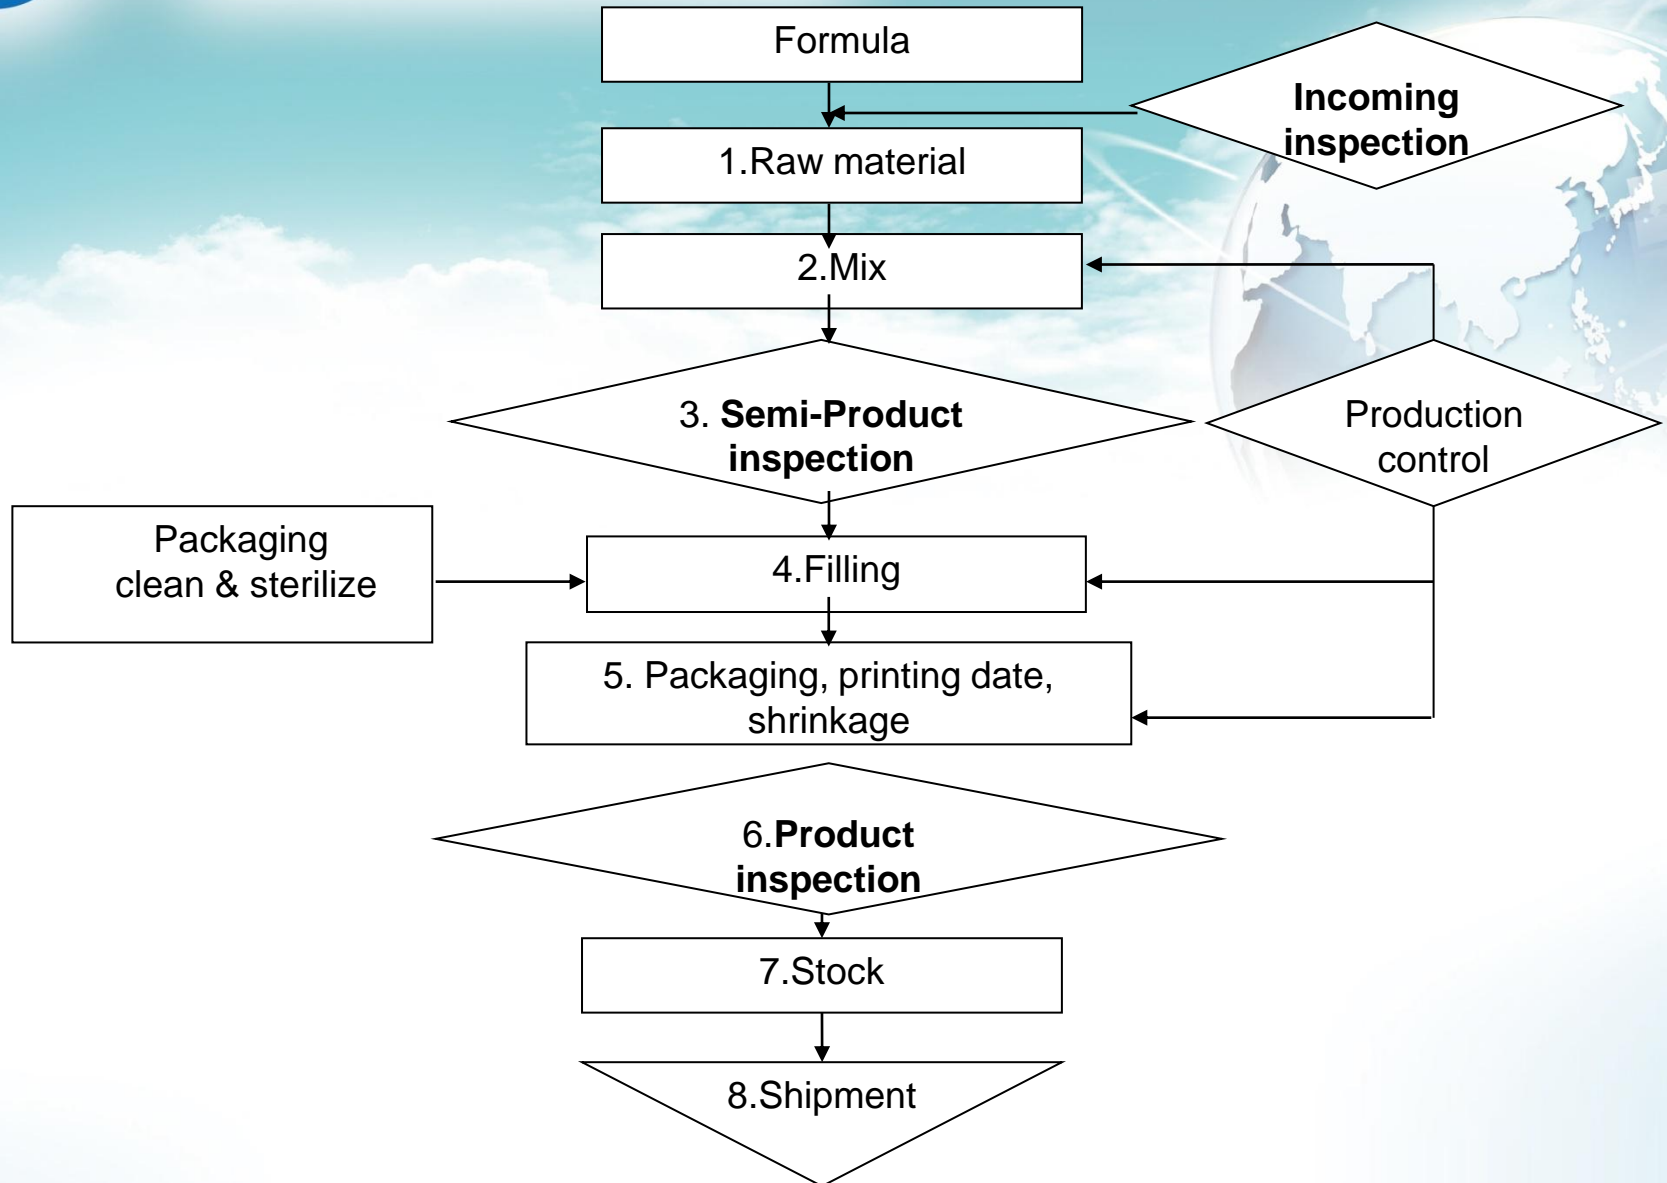 Formula
Incoming
inspection
1.Raw material
2.Mix
3. Semi-Product
inspection
Production
control
Packaging
clean & sterilize
4.Filling
5. Packaging, printing date,
shrinkage
6.Product
inspection
7.Stock
8.Shipment